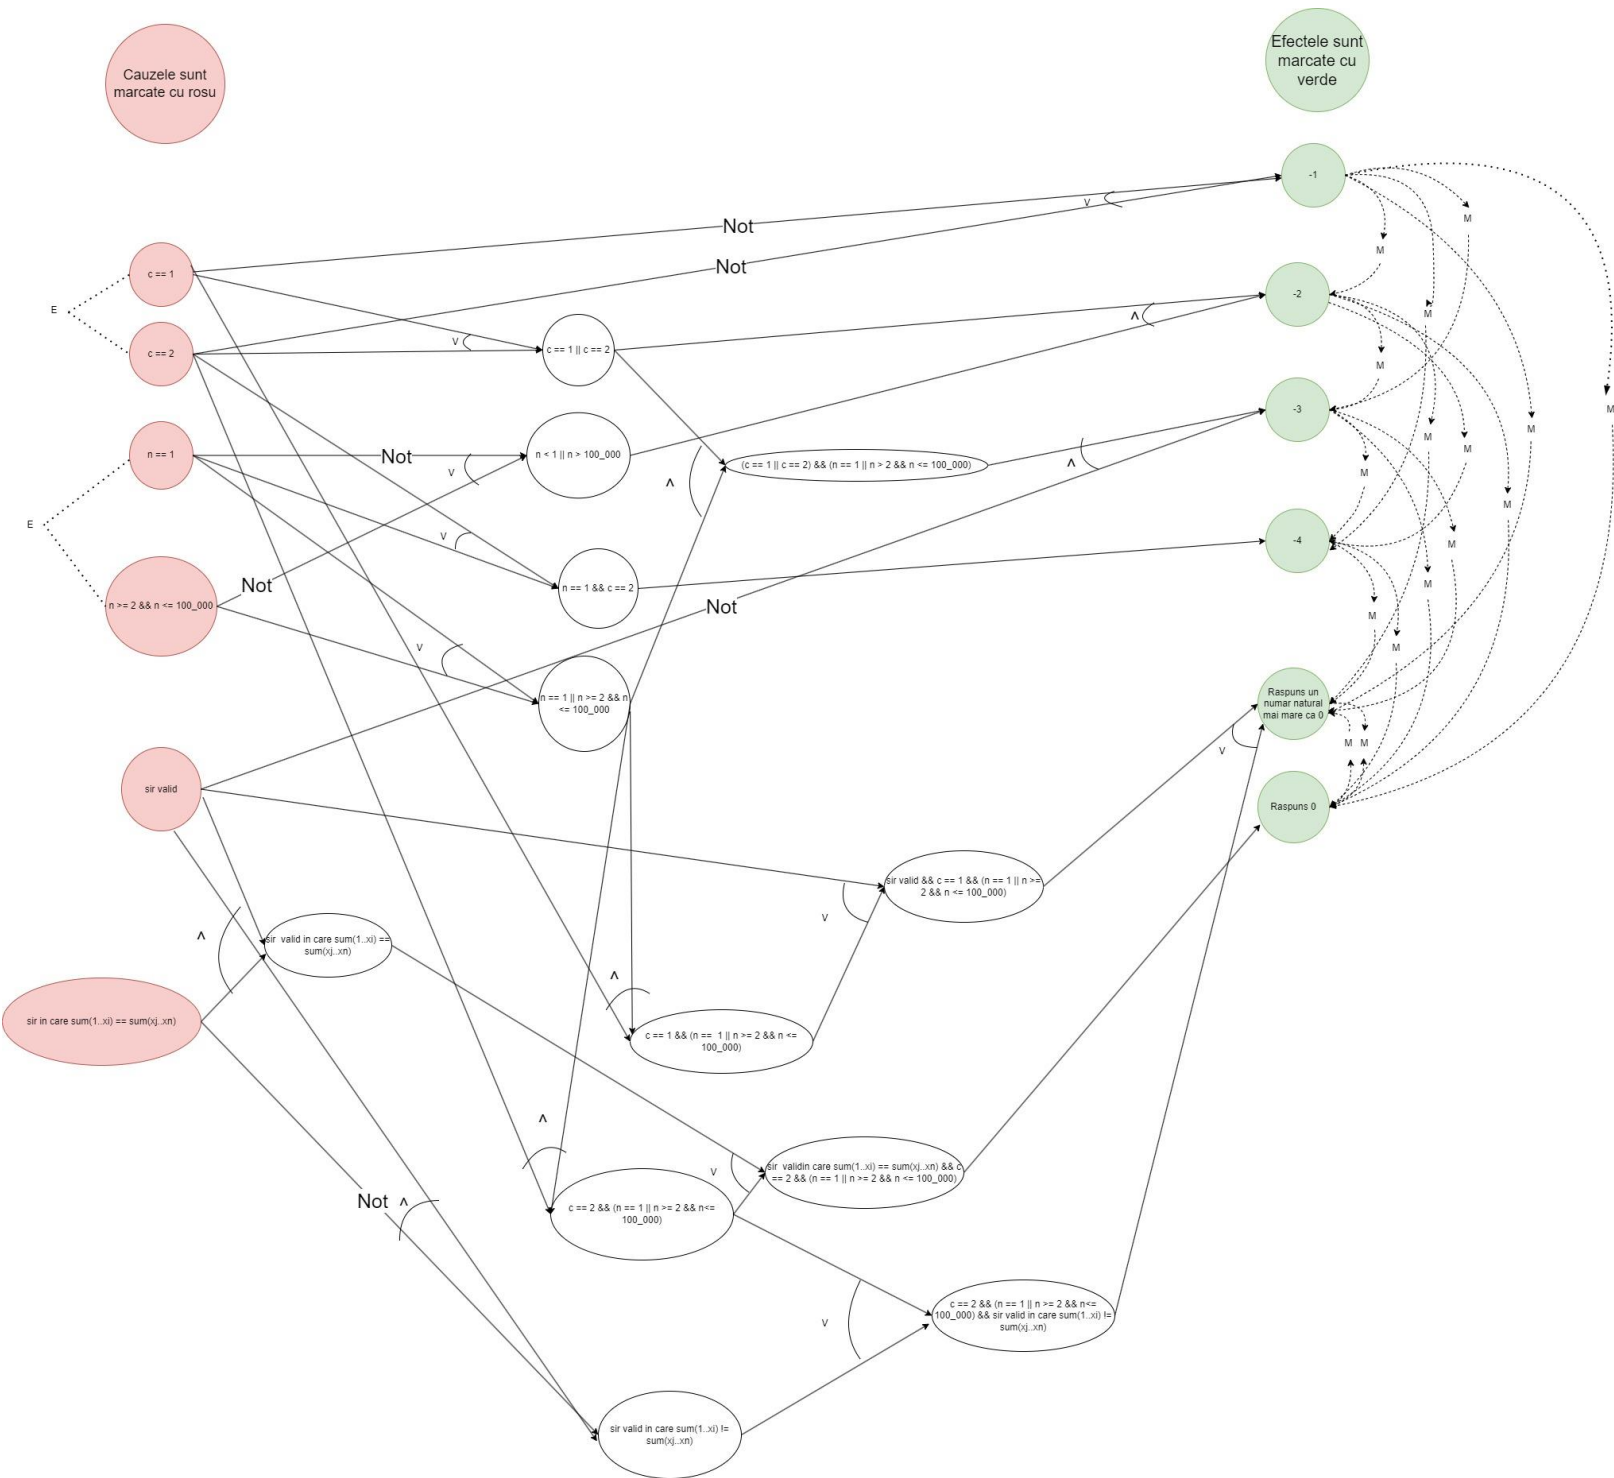 Cauzele sunt
marcate cu rosu
Efectele sunt
marcate cu
verde
-1
V
Not
M
M
Not
c == 1
E
-2
M
Λ
c == 2
V
c == 1 || c == 2
M
-3
M
M
n == 1
Not
n < 1 || n > 100_000
V
Λ
(c == 1 || c == 2) && (n == 1 || n > 2 && n <= 100_000)
Λ
M
M
M
M
E
V
M
-4
M
Not
n == 1 && c == 2
n >= 2 && n <= 100_000
Not
M
M
V
M
n == 1 || n >= 2 && n
<= 100_000
Raspuns un
numar natural
mai mare ca 0
V
M
M
sir valid
Raspuns 0
sir valid && c == 1 && (n == 1 || n >=
2 && n <= 100_000)
V
Λ
sir  valid in care sum(1..xi) ==
sum(xj..xn)
Λ
sir in care sum(1..xi) == sum(xj..xn)
c == 1 && (n ==  1 || n >= 2 && n <=
100_000)
Λ
V
sir  validin care sum(1..xi) == sum(xj..xn) && c
== 2 && (n == 1 || n >= 2 && n <= 100_000)
Not
Λ
c == 2 && (n == 1 || n >= 2 && n<=
100_000)
V
c == 2 && (n == 1 || n >= 2 && n<=
100_000) && sir valid in care sum(1..xi) !=
sum(xj..xn)
sir valid in care sum(1..xi) !=
sum(xj..xn)